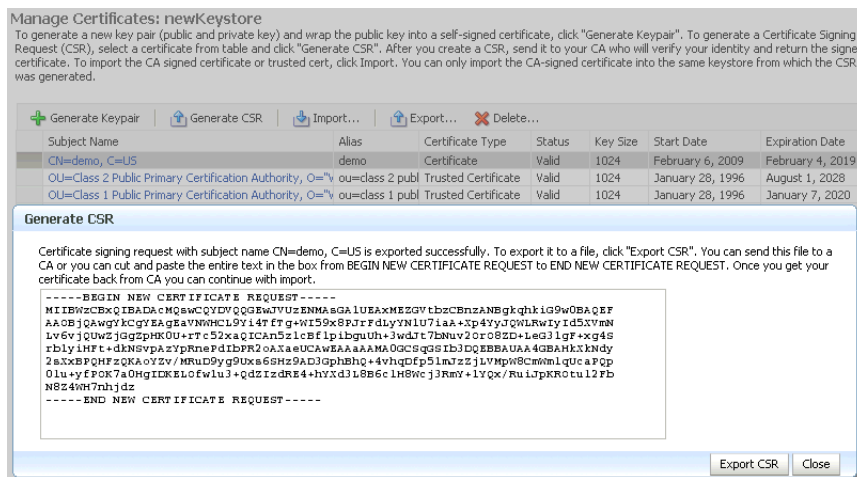 Manage Certificates: newKeystore
To generate a new key pair (public and private key) and wrap the public key into a self-signed certificate, click "Generate Keypair". To generate a Certificate Signing
Request (CSR), select a certificate from table and click "Generate CSR". After you create a CSR, send it to your CA who will verify your identity and return the signe
certificate. To import the CA signed certificate or trusted cert, click Import. You can only import the CA-signed certificate into the same keystore from which the CSR
was generated.
Generate Keypair Generate CSR Import... Export... Delete...
Subject Name Alias Certificate Type Status Key Size Start Date Expiration Date
CN=demo, C=US demo Certificate Valid 1024 February 6, 2009 February 4, 2019
OU=Class 2 Public Primary Certification Authority, O="V ou=class 2 publ Trusted Certificate Valid 1024 January 28, 1996 August 1, 2028
OU=Class 1 Public Primary Certification Authority, O="V ou=class 1 publ Trusted Certificate Valid 1024 January 28, 1996 January 7, 2020
Generate CSR
Certificate signing request with subject name CN=demo, C=US is exported successfully. To export it to a file, click "Export CSR". You can send this file to a
CA or you can cut and paste the entire text in the box from BEGIN NEW CERTIFICATE REQUEST to END NEW CERTIFICATE REQUEST. Once you get your
certificate back from CA you can continue with import.
-----BEGIN NEW CERTIFICATE REQUEST-----
-----END NEW CERTIFICATE REQUEST-----
Export CSR Close